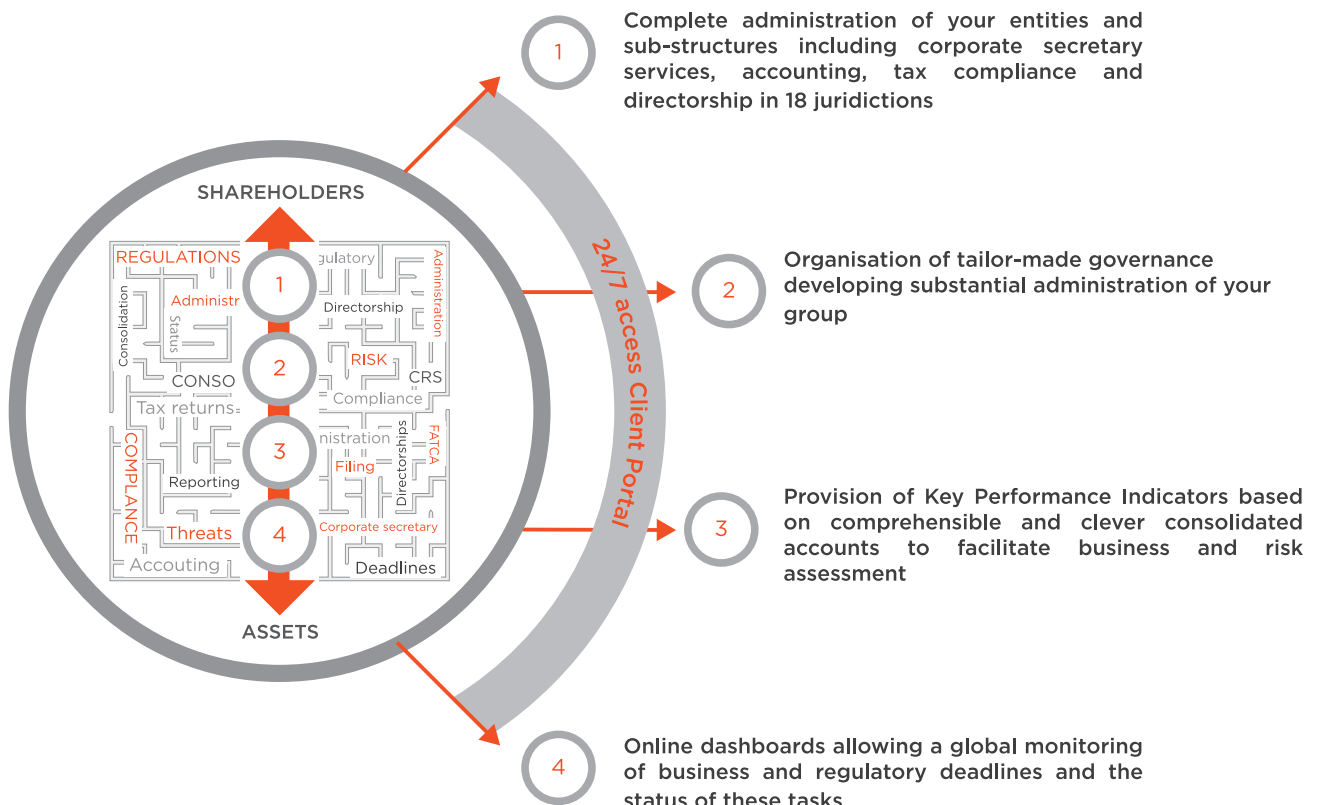 1
Complete administration of your entities and
sub-structures including corporate secretary
services, accounting, tax compliance and
directorship in 18 juridictions
SHAREHOLDERS
REGULATIONS
gulatory
Administration
1
Administr
Directorship
Consolidation
Status
RISK
2
CONSO
CRS
Compliance
Tax returns
COMPLANCE
3
nistration
Directorships
FATCA
Filing
Reporting
Threats
4
Corporate secretary
Accouting
Deadlines
ASSETS
24/7 access Client Portal
2
Organisation of tailor-made governance
developing substantial administration of your
group
3
Provision of Key Performance Indicators based
on comprehensible and clever consolidated
accounts to facilitate business and risk
assessment
4
Online dashboards allowing a global monitoring
of business and regulatory deadlines and the
status of these tasks